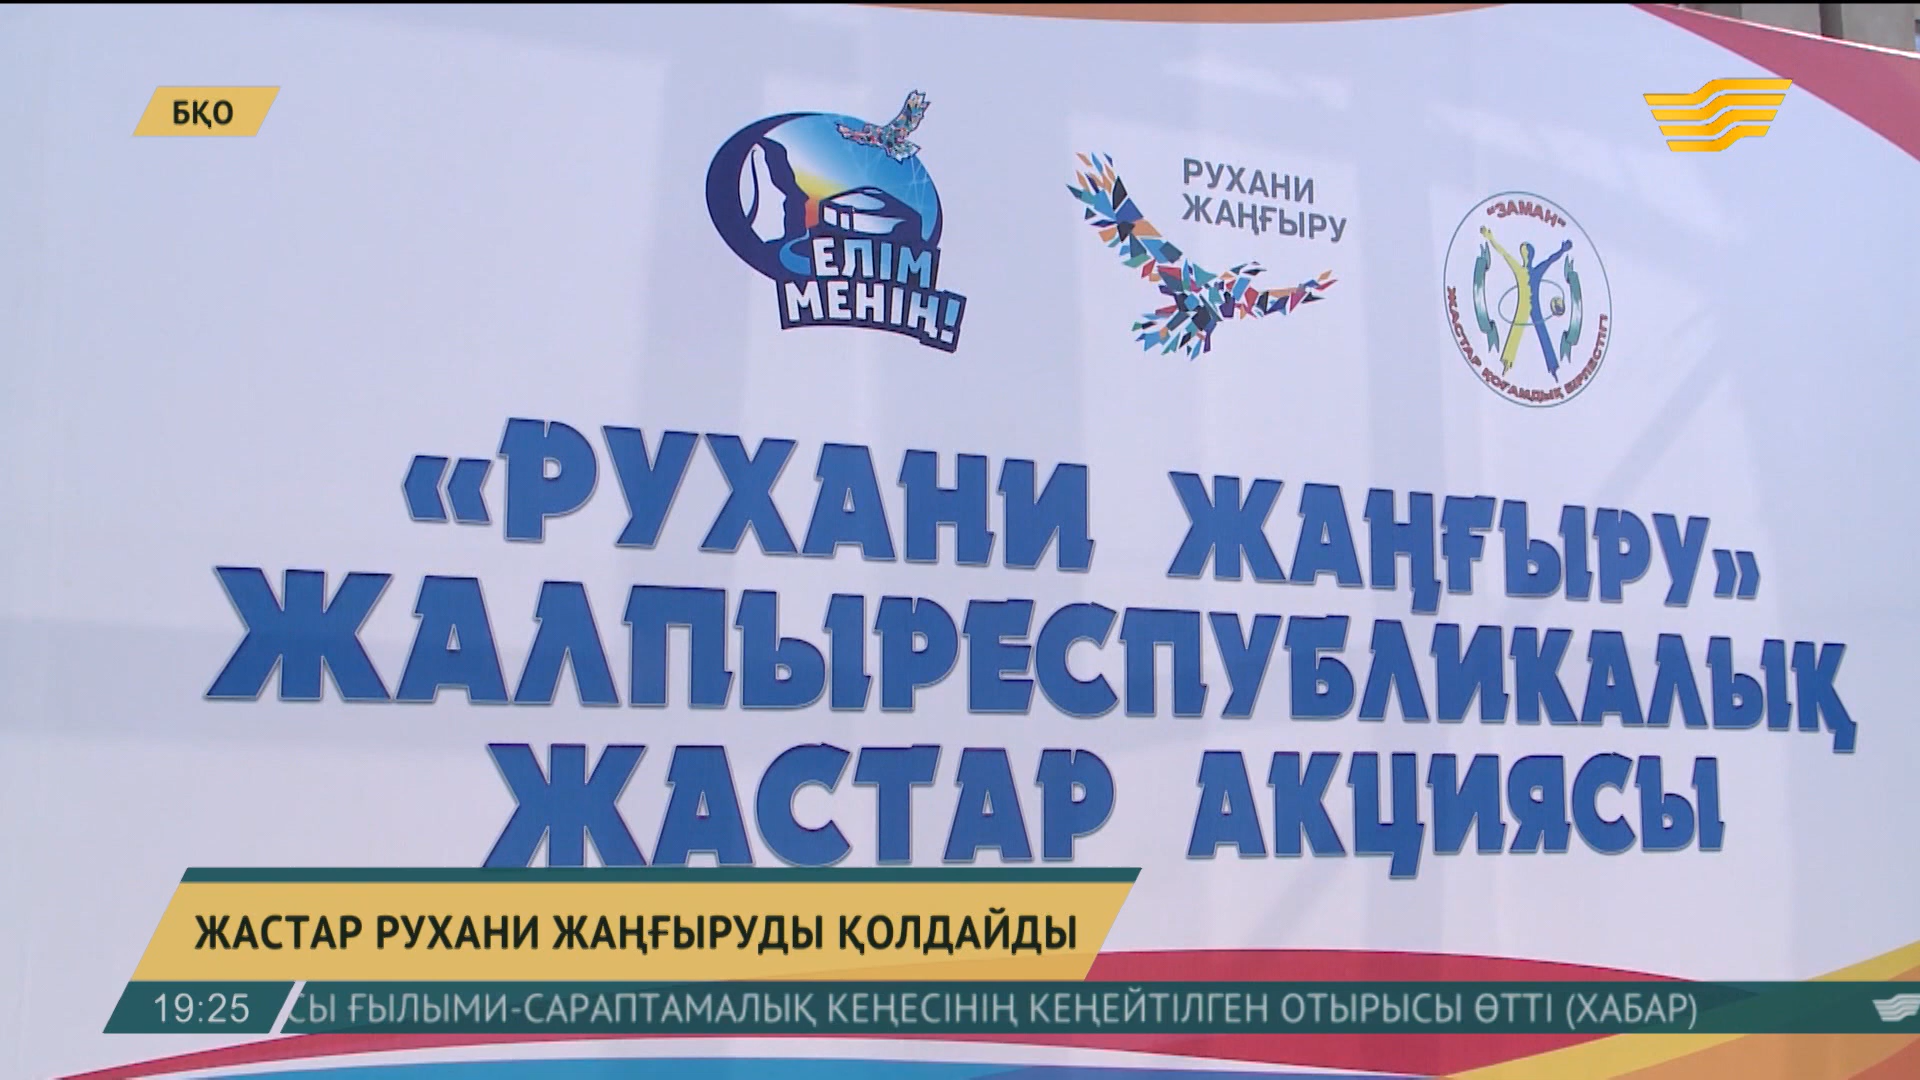 БҚО
ЕЛІМ
МЕНІҢ!
РУХАНИ
ЖАҢҒЫРУ
"ЗАМАН"
ЖАСТАР ҚОҒАМДЫҚ БІРЛЕСТІГІ
«РУХАНИ ЖАҢҒЫРУ»
ЖАЛПЫРЕСПУБЛИКАЛЫҚ
ЖАСТАР АКЦИЯСЫ
ЖАСТАР РУХАНИ ЖАҢҒЫРУДЫ ҚОЛДАЙДЫ
19:25 СЫ ҒЫЛЫМИ-САРАПТАМАЛЫҚ КЕҢЕСІНІҢ КЕҢЕЙТІЛГЕН ОТЫРЫСЫ ӨТТІ (ХАБАР)